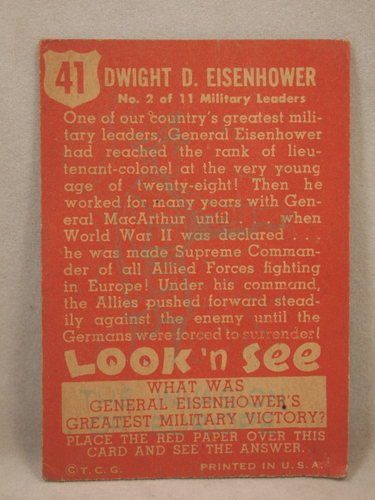 41
DWIGHT D. EISENHOWER
No. 2 of 11 Military Leaders
One of our country's greatest mili-
tary leaders, General Eisenhower
had reached the rank of lieu-
tenant-colonel at the very young
age of twenty-eight! Then he
worked for many years with Gen-
eral MacArthur until . . . when
World War II was declared . . .
he was made Supreme Comman-
der of all Allied Forces fighting
in Europe! Under his command,
the Allies pushed forward stead-
ily against the enemy until the
Germans were forced to surrender!
LOOK 'n SEE
WHAT WAS
GENERAL EISENHOWER'S
GREATEST MILITARY VICTORY?
PLACE THE RED PAPER OVER THIS
CARD AND SEE THE ANSWER.
© T. C. G. PRINTED IN U. S. A.